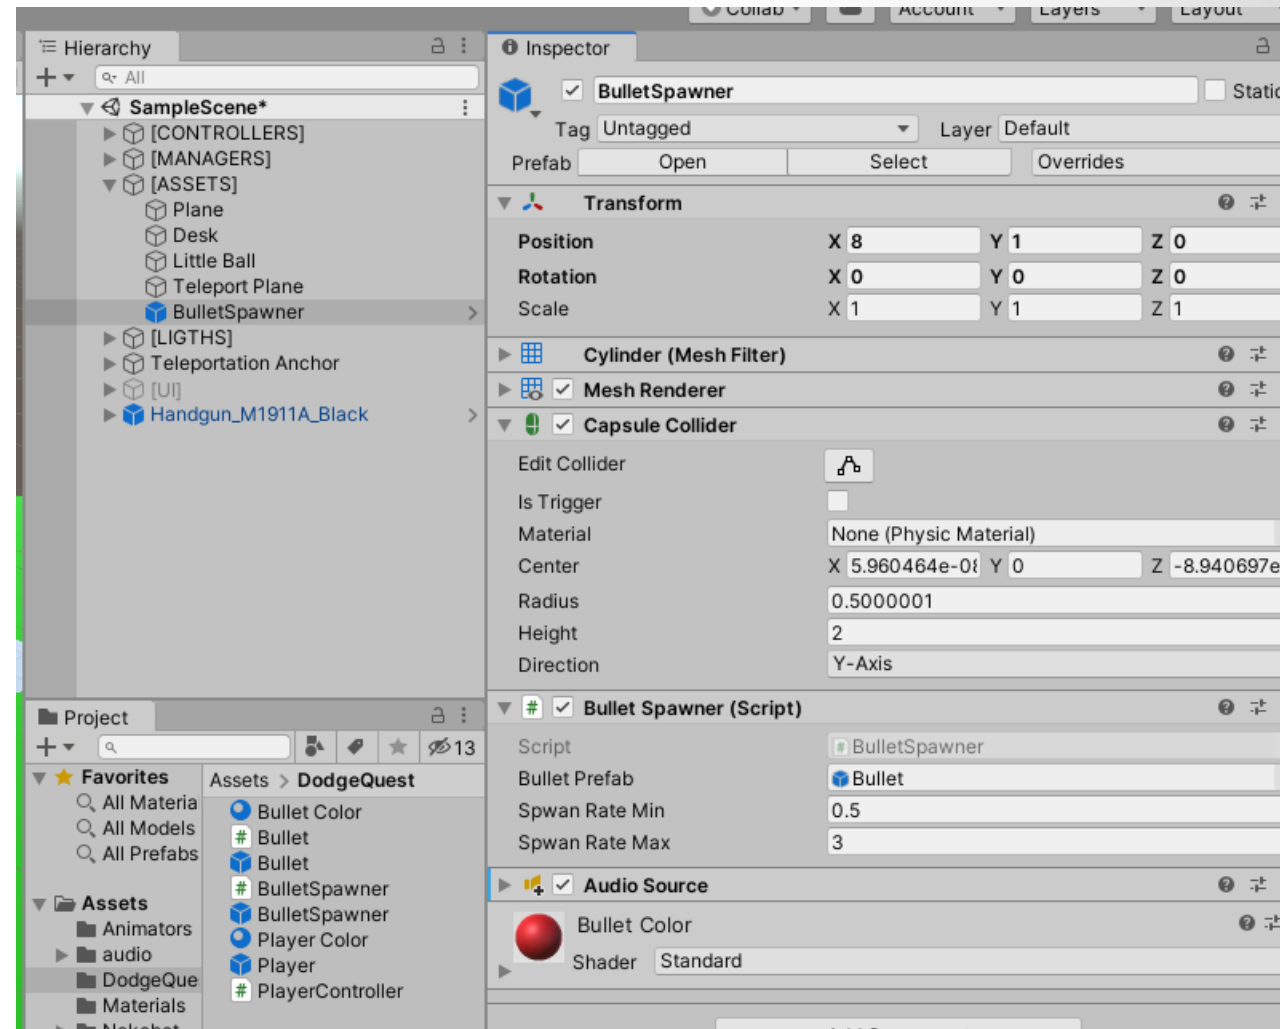 Collab Account Layers Layout
Hierarchy
All
SampleScene*
[CONTROLLERS]
[MANAGERS]
[ASSETS]
Plane
Desk
Little Ball
Teleport Plane
BulletSpawner
[LIGTHS]
Teleportation Anchor
[UI]
Handgun_M1911A_Black
Inspector
BulletSpawner Static
Tag Untagged Layer Default
Prefab Open Select Overrides
Transform
Position X 8 Y 1 Z 0
Rotation X 0 Y 0 Z 0
Scale X 1 Y 1 Z 1
Cylinder (Mesh Filter)
Mesh Renderer
Capsule Collider
Edit Collider
Is Trigger
Material None (Physic Material)
Center X 5.960464e-08 Y 0 Z -8.940697e
Radius 0.5000001
Height 2
Direction Y-Axis
Bullet Spawner (Script)
# Script # BulletSpawner
Bullet Prefab Bullet
Spwan Rate Min 0.5
Spwan Rate Max 3
Audio Source
Bullet Color
Shader Standard
Project
13
Favorites
All Materia
All Models
All Prefabs
Assets
Animators
audio
DodgeQue
Materials
Assets > DodgeQuest
Bullet Color
# Bullet
Bullet
# BulletSpawner
BulletSpawner
Player Color
Player
# PlayerController